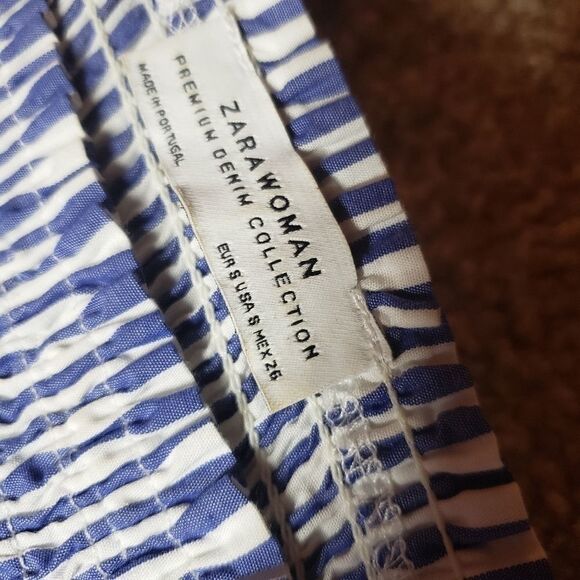 ZARAWOMAN
PREMIUM DENIM COLLECTION
MADE IN PORTUGAL
EUR S USA S MEX 26